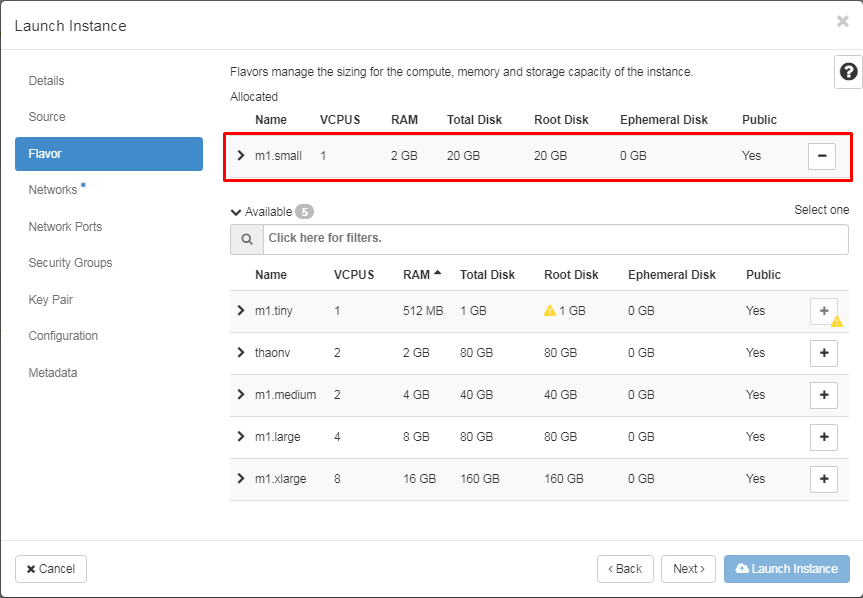 Launch Instance ×
Details
Source
Flavor
Networks *
Network Ports
Security Groups
Key Pair
Configuration
Metadata
Flavors manage the sizing for the compute, memory and storage capacity of the instance.
?
Allocated
Name VCPUS RAM Total Disk Root Disk Ephemeral Disk Public
m1.small 1 2 GB 20 GB 20 GB 0 GB Yes −
Available 5 Select one
Click here for filters.
Name VCPUS RAM Total Disk Root Disk Ephemeral Disk Public
m1.tiny 1 512 MB 1 GB 1 GB 0 GB Yes +
thaonv 2 2 GB 80 GB 80 GB 0 GB Yes +
m1.medium 2 4 GB 40 GB 40 GB 0 GB Yes +
m1.large 4 8 GB 80 GB 80 GB 0 GB Yes +
m1.xlarge 8 16 GB 160 GB 160 GB 0 GB Yes +
× Cancel ‹ Back Next › Launch Instance